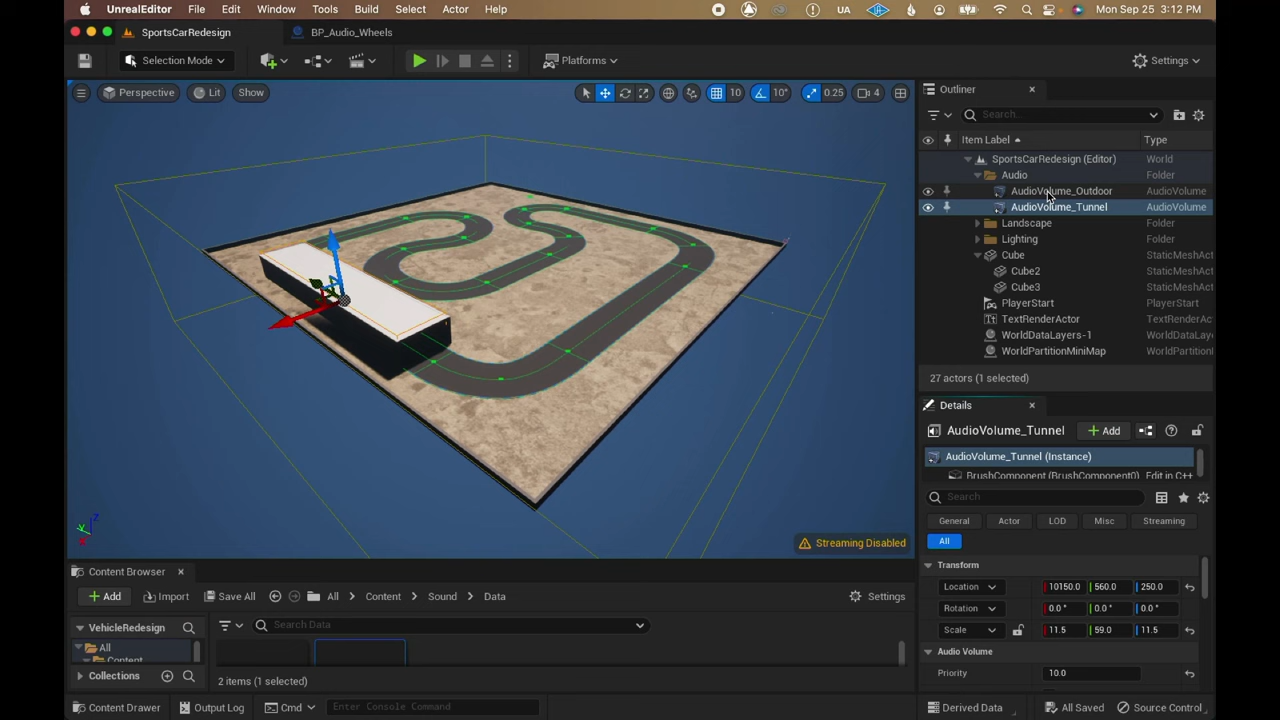 UnrealEditor File Edit Window Tools Build Select Actor Help UA Mon Sep 25 3:12 PM
SportsCarRedesign BP_Audio_Wheels
Selection Mode Platforms Settings
Perspective Lit Show 10 10° 0.25 4
Outliner
Search...
Item Label Type
SportsCarRedesign (Editor) World
Audio Folder
AudioVolume_Outdoor AudioVolume
AudioVolume_Tunnel AudioVolume
Landscape Folder
Lighting Folder
Cube StaticMeshAct
Cube2 StaticMeshAct
Cube3 StaticMeshAct
PlayerStart PlayerStart
TextRenderActor TextRenderAct
WorldDataLayers-1 WorldDataLay
WorldPartitionMiniMap WorldPartition
27 actors (1 selected)
Details
AudioVolume_Tunnel Add
AudioVolume_Tunnel (Instance)
BrushComponent (BrushComponent0) Edit in C++
Search
General Actor LOD Misc Streaming
All
Transform
Location 10150.0 560.0 250.0
Rotation 0.0 ° 0.0 ° 0.0 °
Scale 11.5 59.0 11.5
Audio Volume
Priority 10.0
Z
Y
X
Streaming Disabled
Content Browser
Add Import Save All All Content Sound Data Settings
VehicleRedesign Search Data
All
Content
Collections 2 items (1 selected)
Content Drawer Output Log Cmd Enter Console Command Derived Data All Saved Source Control